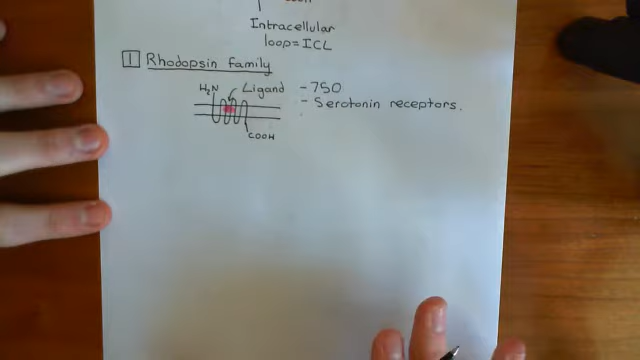 Intracellular
loop = ICL
1 Rhodopsin family
H2N Ligand - 750
- Serotonin receptors.
COOH